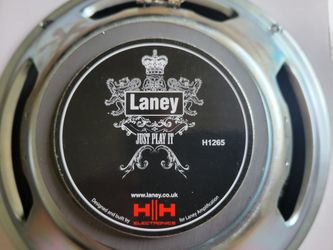 Laney
JUST PLAY IT
H1265
www.laney.co.uk
Designed and built by HH ELECTRONICS for Laney Amplification